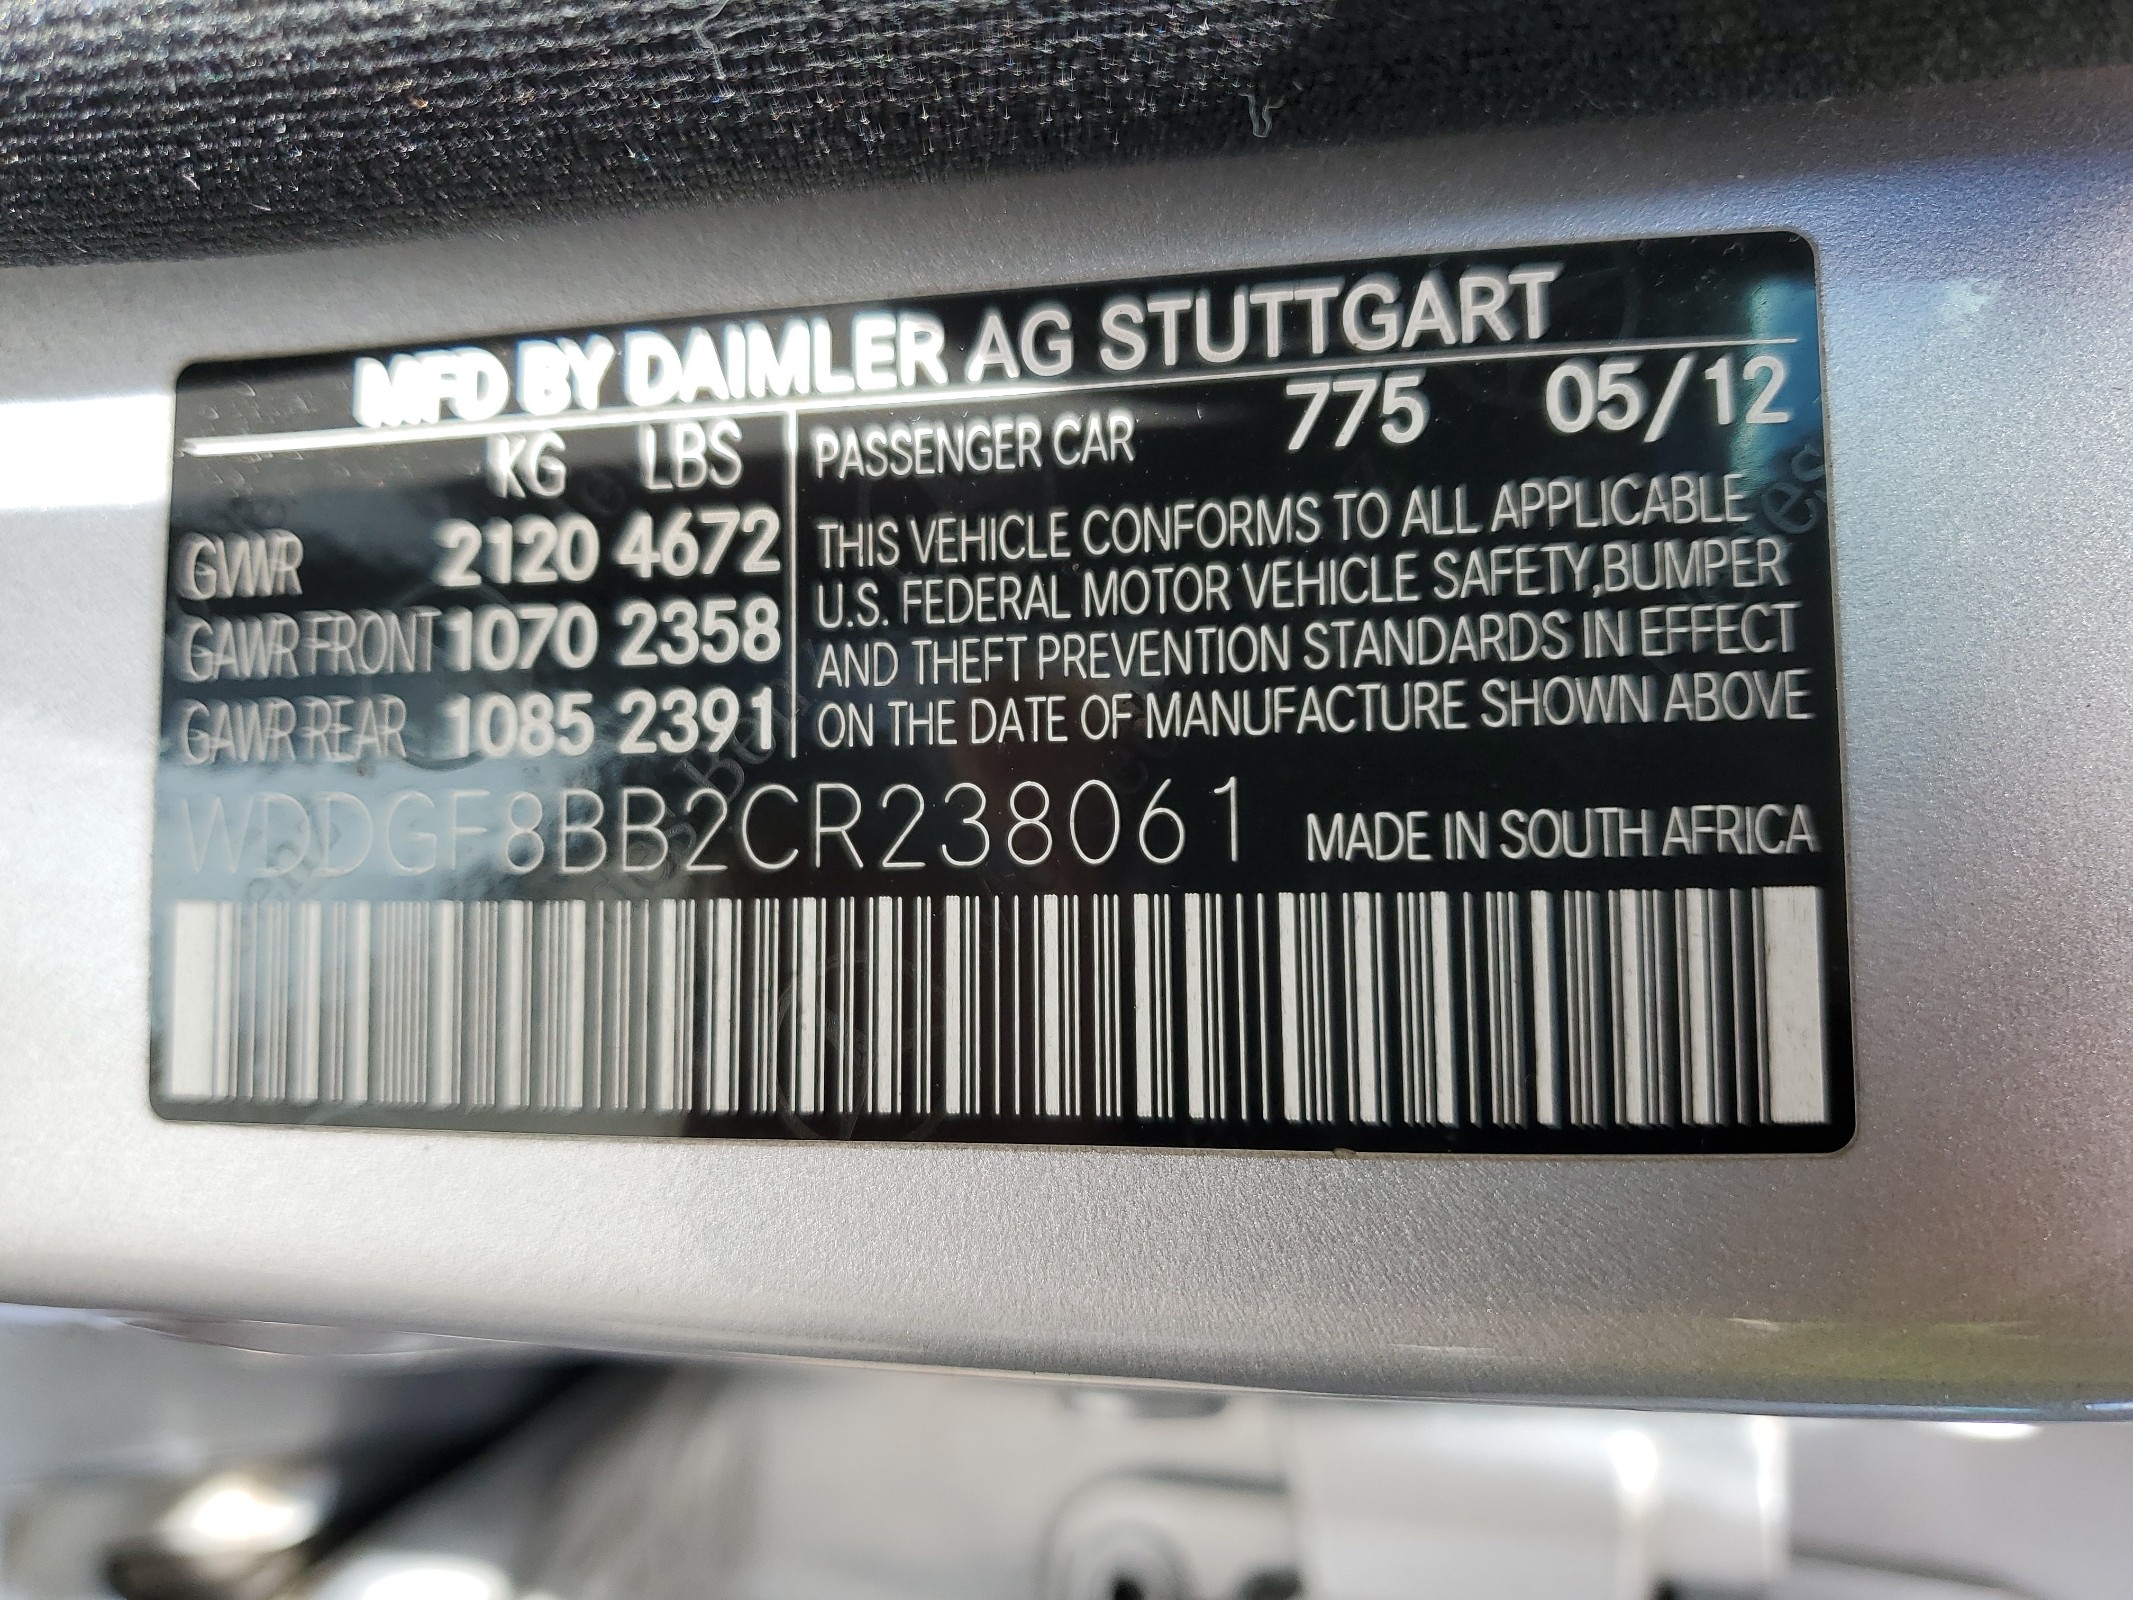 MFD BY DAIMLER AG STUTTGART
KG LBS
GVWR 2120 4672
GAWR FRONT 1070 2358
GAWR REAR 1085 2391
PASSENGER CAR 775 05/12
THIS VEHICLE CONFORMS TO ALL APPLICABLE
U.S. FEDERAL MOTOR VEHICLE SAFETY,BUMPER
AND THEFT PREVENTION STANDARDS IN EFFECT
ON THE DATE OF MANUFACTURE SHOWN ABOVE
WDDGF8BB2CR238061 MADE IN SOUTH AFRICA